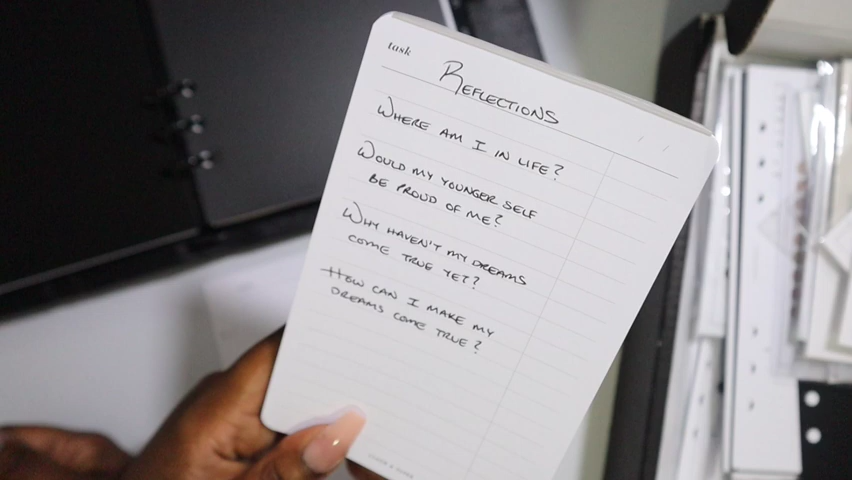 task
REFLECTIONS
WHERE AM I IN LIFE?
WOULD MY YOUNGER SELF
BE PROUD OF ME?
WHY HAVEN'T MY DREAMS
COME TRUE YET?
HOW CAN I MAKE MY
DREAMS COME TRUE?